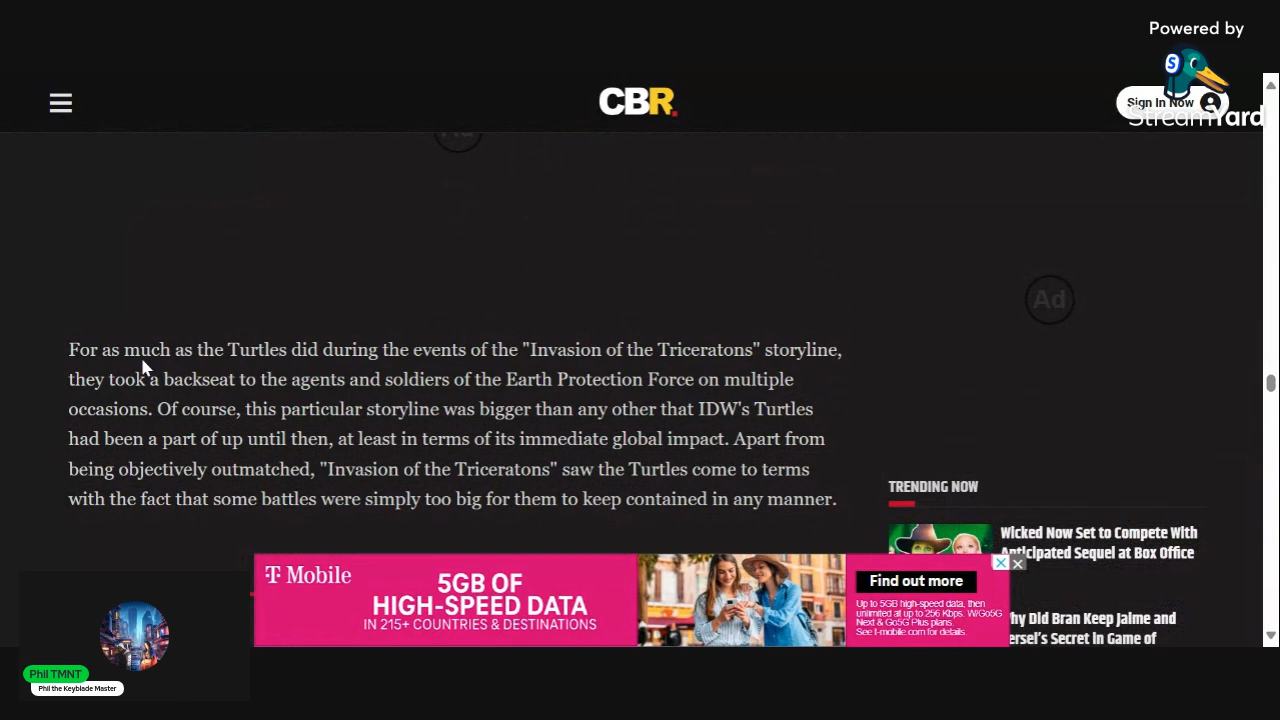 Powered by
StreamYard
S
CBR.
Sign In Now
Ad
Ad
For as much as the Turtles did during the events of the "Invasion of the Triceratons" storyline,
they took a backseat to the agents and soldiers of the Earth Protection Force on multiple
occasions. Of course, this particular storyline was bigger than any other that IDW's Turtles
had been a part of up until then, at least in terms of its immediate global impact. Apart from
being objectively outmatched, "Invasion of the Triceratons" saw the Turtles come to terms
with the fact that some battles were simply too big for them to keep contained in any manner.
TRENDING NOW
Wicked Now Set to Compete With
Anticipated Sequel at Box Office
Why Did Bran Keep Jaime and
Cersei's Secret In Game of
T Mobile
5GB OF
HIGH-SPEED DATA
IN 215+ COUNTRIES & DESTINATIONS
Find out more
Up to 5GB high-speed data, then
unlimited at up to 256 Kbps. W/Go5G
Next & Go5G Plus plans.
See t-mobile.com for details.
Phil TMNT
Phil the Keyblade Master